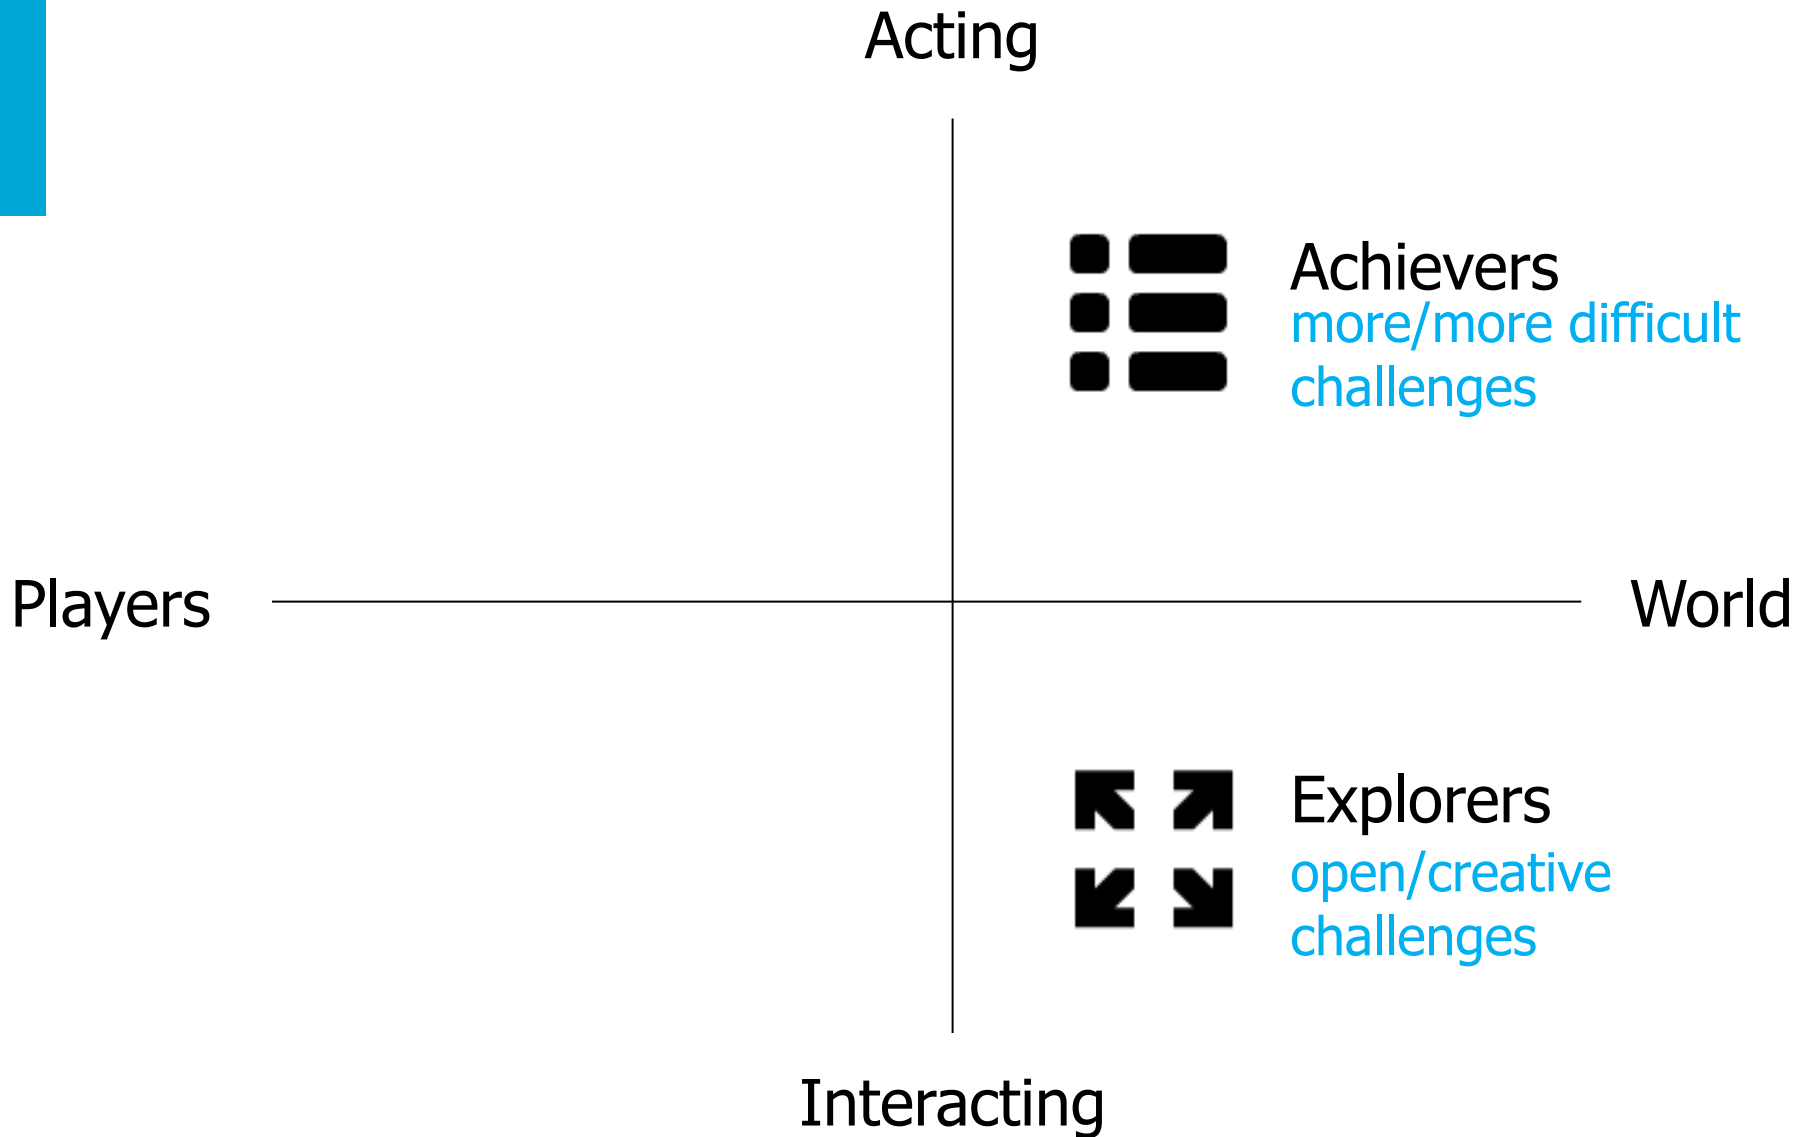 Acting
Achievers
more/more difficult
challenges
Players
World
Explorers
open/creative
challenges
Interacting